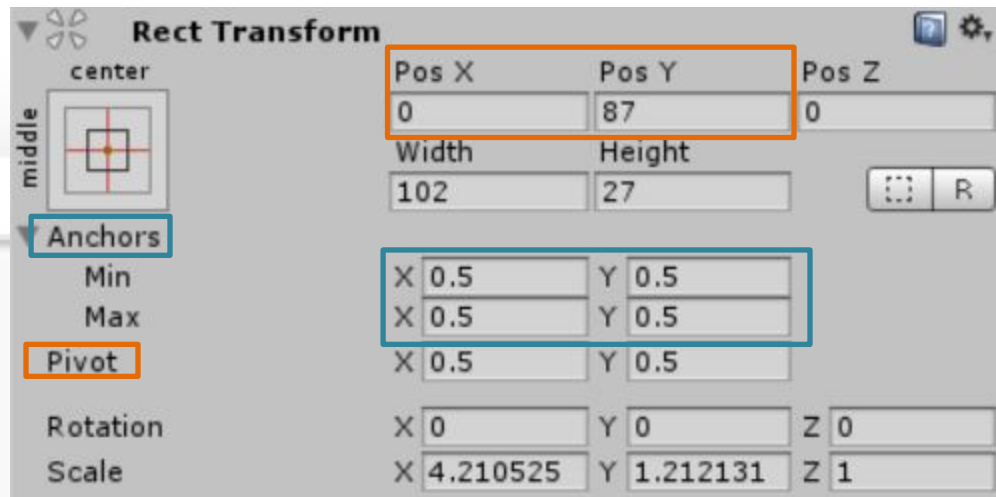 Rect Transform
center
Pos X Pos Y Pos Z
0 87 0
middle
Width Height
102 27
R
Anchors
Min X 0.5 Y 0.5
Max X 0.5 Y 0.5
Pivot X 0.5 Y 0.5
Rotation X 0 Y 0 Z 0
Scale X 4.210525 Y 1.212131 Z 1